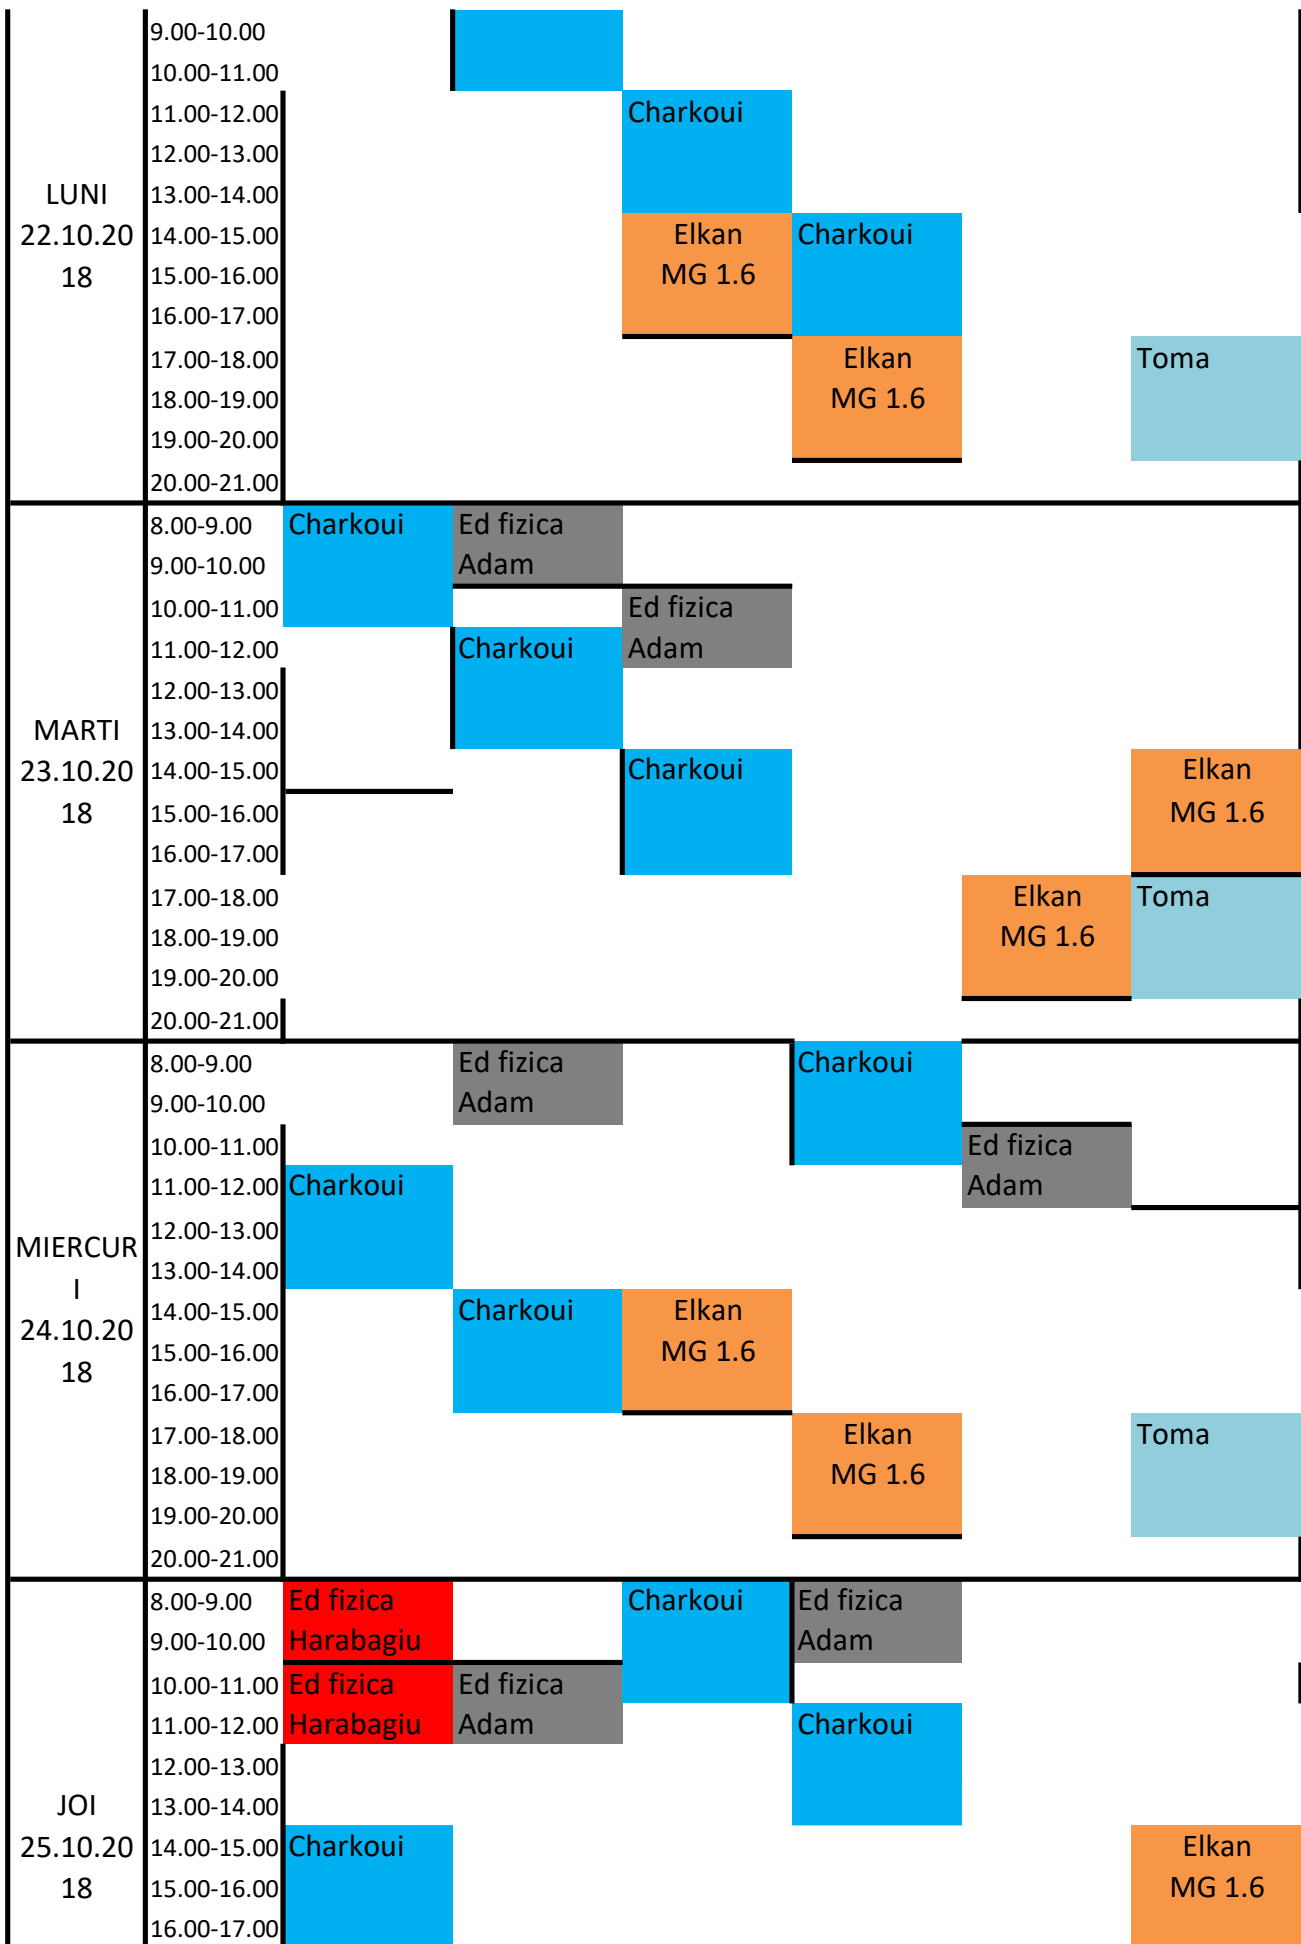 9.00-10.00
10.00-11.00
11.00-12.00 Charkoui
12.00-13.00
LUNI 13.00-14.00
22.10.20 14.00-15.00 Elkan Charkoui
18 15.00-16.00 MG 1.6
16.00-17.00
17.00-18.00 Elkan Toma
18.00-19.00 MG 1.6
19.00-20.00
20.00-21.00
8.00-9.00 Charkoui Ed fizica
9.00-10.00 Adam
10.00-11.00 Ed fizica
11.00-12.00 Charkoui Adam
12.00-13.00
MARTI 13.00-14.00
23.10.20 14.00-15.00 Charkoui Elkan
18 15.00-16.00 MG 1.6
16.00-17.00
17.00-18.00 Elkan Toma
18.00-19.00 MG 1.6
19.00-20.00
20.00-21.00
8.00-9.00 Ed fizica Charkoui
9.00-10.00 Adam
10.00-11.00 Ed fizica
11.00-12.00 Charkoui Adam
12.00-13.00
MIERCUR
13.00-14.00
I
14.00-15.00 Charkoui Elkan
24.10.20
15.00-16.00 MG 1.6
18
16.00-17.00
17.00-18.00 Elkan Toma
18.00-19.00 MG 1.6
19.00-20.00
20.00-21.00
8.00-9.00 Ed fizica Charkoui Ed fizica
9.00-10.00 Harabagiu Adam
10.00-11.00 Ed fizica Ed fizica
11.00-12.00 Harabagiu Adam Charkoui
12.00-13.00
JOI 13.00-14.00
25.10.20 14.00-15.00 Charkoui Elkan
18 15.00-16.00 MG 1.6
16.00-17.00